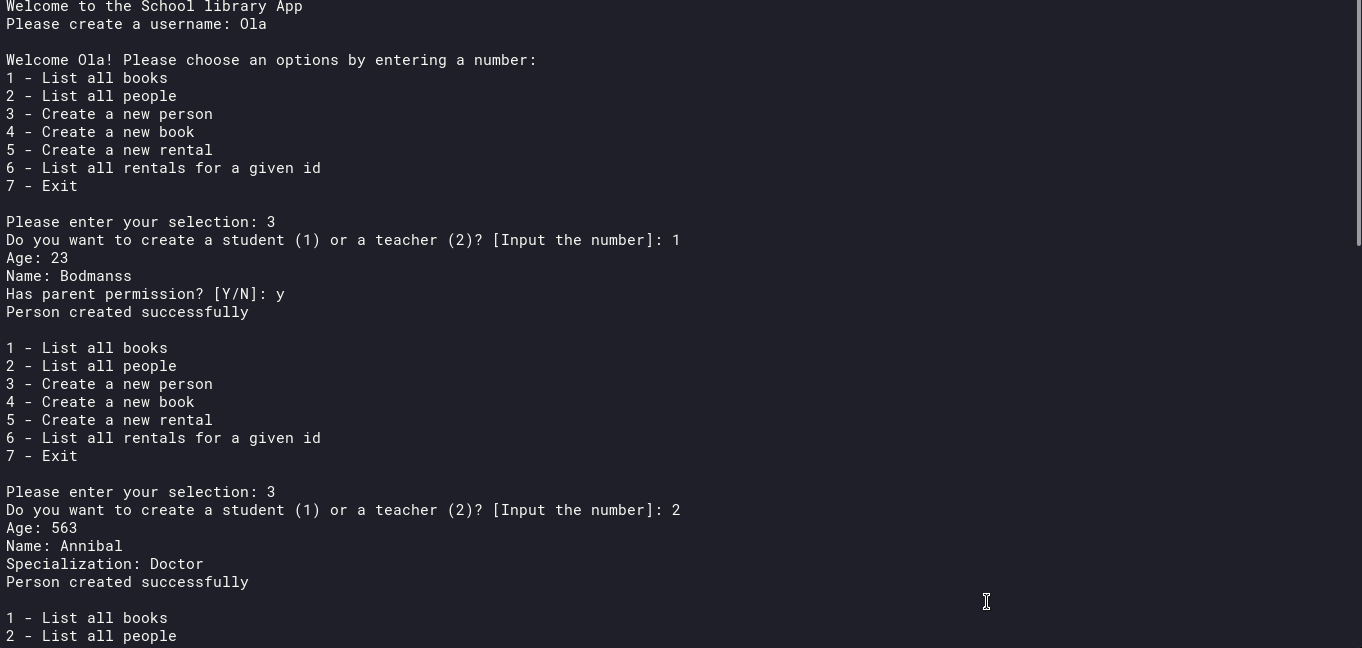 Welcome to the School library App
Please create a username: Ola
Welcome Ola! Please choose an options by entering a number:
1 - List all books
2 - List all people
3 - Create a new person
4 - Create a new book
5 - Create a new rental
6 - List all rentals for a given id
7 - Exit
Please enter your selection: 3
Do you want to create a student (1) or a teacher (2)? [Input the number]: 1
Age: 23
Name: Bodmanss
Has parent permission? [Y/N]: y
Person created successfully
1 - List all books
2 - List all people
3 - Create a new person
4 - Create a new book
5 - Create a new rental
6 - List all rentals for a given id
7 - Exit
Please enter your selection: 3
Do you want to create a student (1) or a teacher (2)? [Input the number]: 2
Age: 563
Name: Annibal
Specialization: Doctor
Person created successfully
1 - List all books
2 - List all people